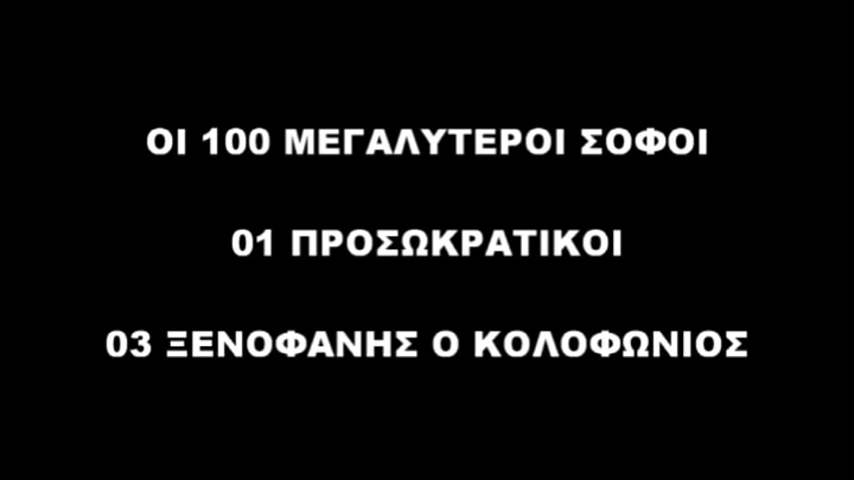 ΟΙ 100 ΜΕΓΑΛΥΤΕΡΟΙ ΣΟΦΟΙ
01 ΠΡΟΣΩΚΡΑΤΙΚΟΙ
03 ΞΕΝΟΦΑΝΗΣ Ο ΚΟΛΟΦΩΝΙΟΣ